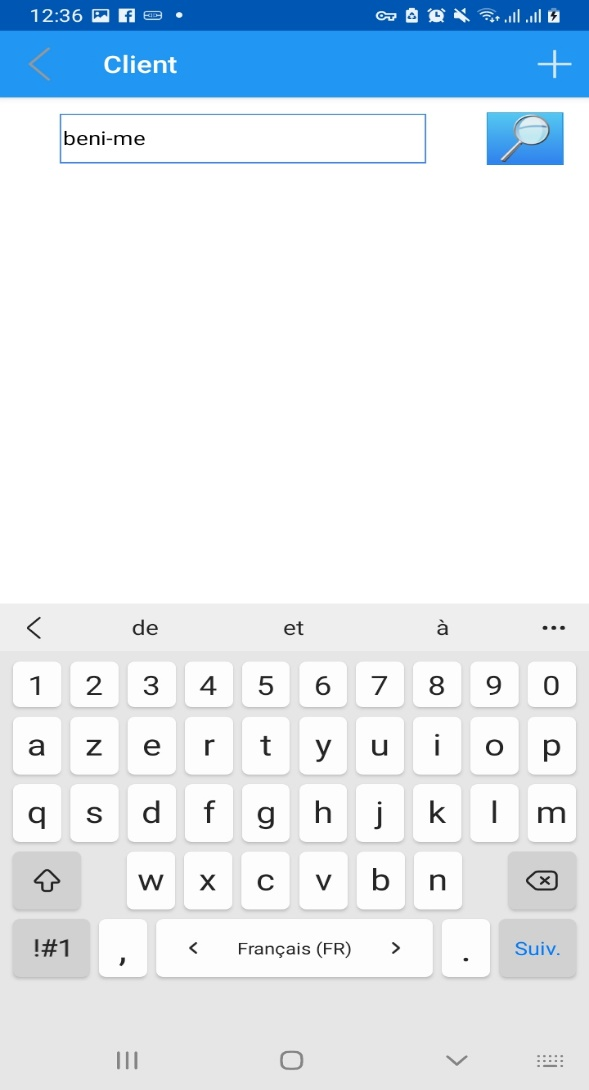 12:36
Client
beni-me
de et à •••
1 2 3 4 5 6 7 8 9 0
a z e r t y u i o p
q s d f g h j k l m
w x c v b n
!#1 , < Français (FR) > . Suiv.